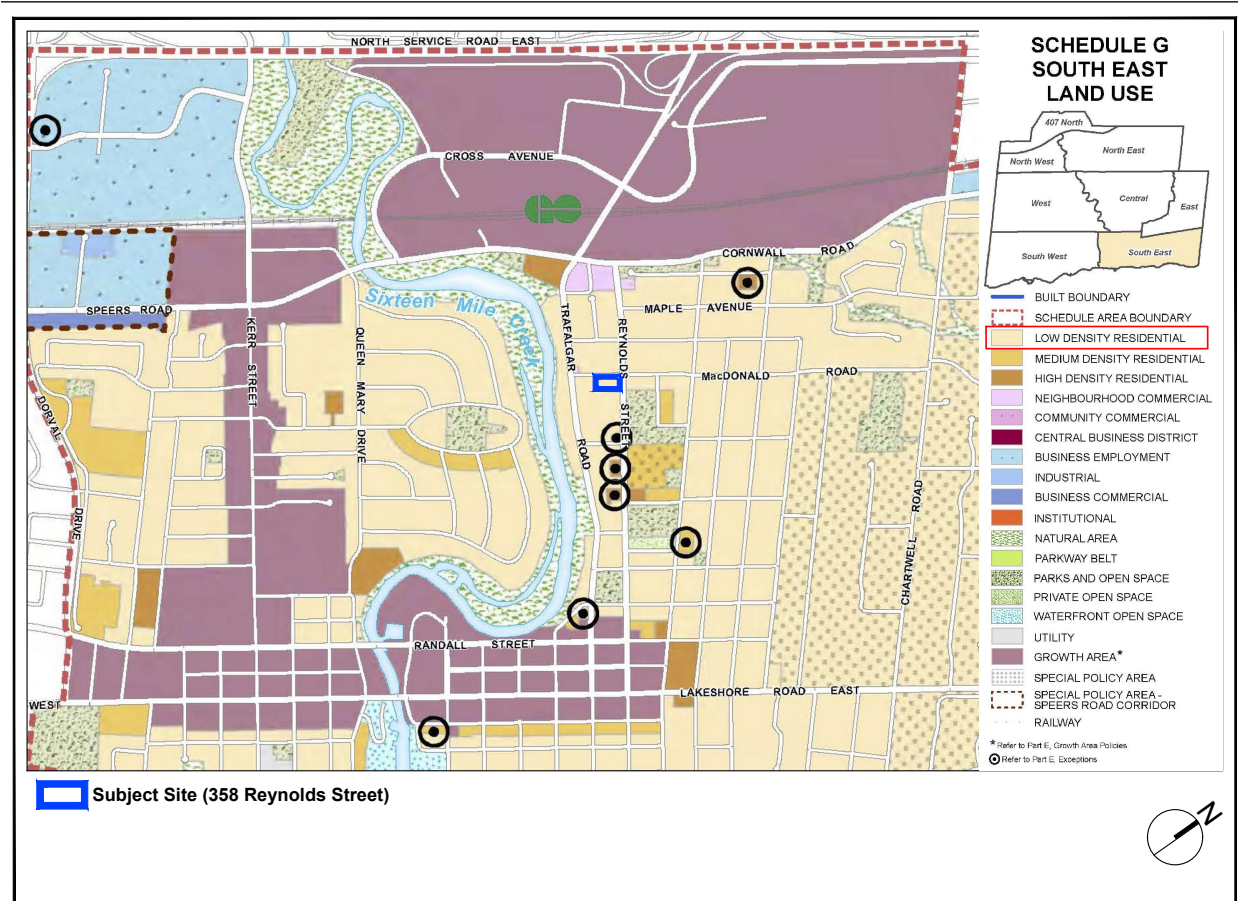 NORTH SERVICE ROAD EAST
CROSS AVENUE
GO
CORNWALL ROAD
SPEERS ROAD
Sixteen Mile Creek
MAPLE AVENUE
KERR STREET
QUEEN MARY DRIVE
TRAFALGAR ROAD
REYNOLDS STREET
MacDONALD ROAD
DORVAL DRIVE
CHARTWELL ROAD
RANDALL STREET
LAKESHORE ROAD EAST
WEST
SCHEDULE G
SOUTH EAST
LAND USE
407 North
North West
North East
West
Central
East
South West
South East
BUILT BOUNDARY
SCHEDULE AREA BOUNDARY
LOW DENSITY RESIDENTIAL
MEDIUM DENSITY RESIDENTIAL
HIGH DENSITY RESIDENTIAL
NEIGHBOURHOOD COMMERCIAL
COMMUNITY COMMERCIAL
CENTRAL BUSINESS DISTRICT
BUSINESS EMPLOYMENT
INDUSTRIAL
BUSINESS COMMERCIAL
INSTITUTIONAL
NATURAL AREA
PARKWAY BELT
PARKS AND OPEN SPACE
PRIVATE OPEN SPACE
WATERFRONT OPEN SPACE
UTILITY
GROWTH AREA*
SPECIAL POLICY AREA
SPECIAL POLICY AREA -
SPEERS ROAD CORRIDOR
RAILWAY
* Refer to Part E, Growth Area Policies
Refer to Part E, Exceptions
Subject Site (358 Reynolds Street)
N